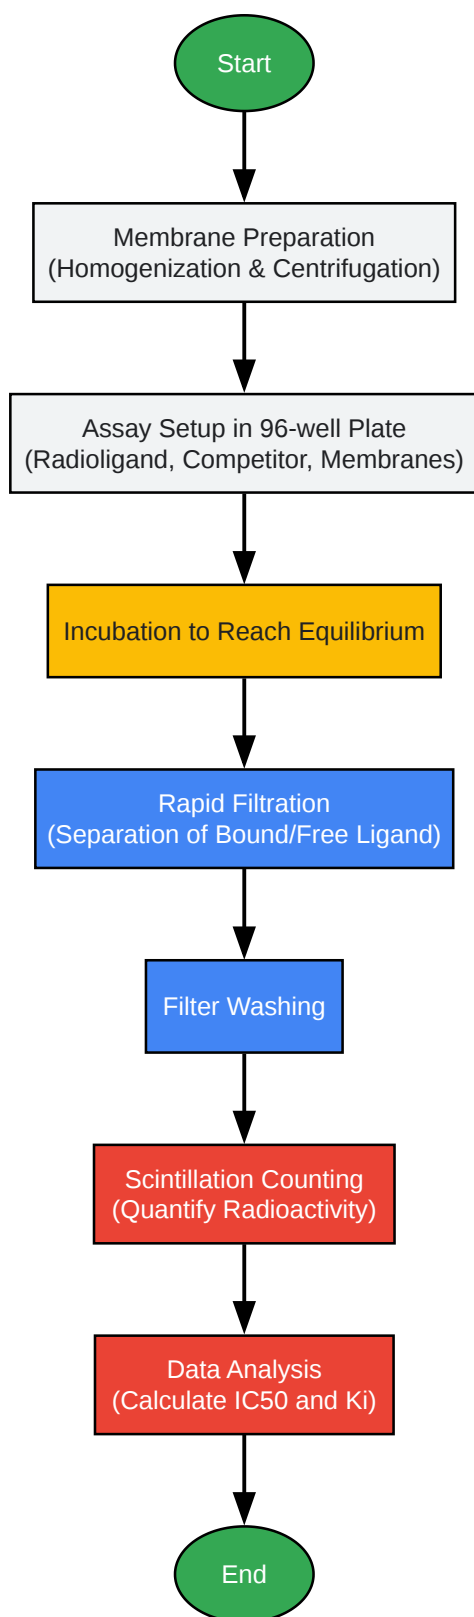 Start
Membrane Preparation
(Homogenization & Centrifugation)
Assay Setup in 96-well Plate
(Radioligand, Competitor, Membranes)
Incubation to Reach Equilibrium
Rapid Filtration
(Separation of Bound/Free Ligand)
Filter Washing
Scintillation Counting
(Quantify Radioactivity)
Data Analysis
(Calculate IC50 and Ki)
End